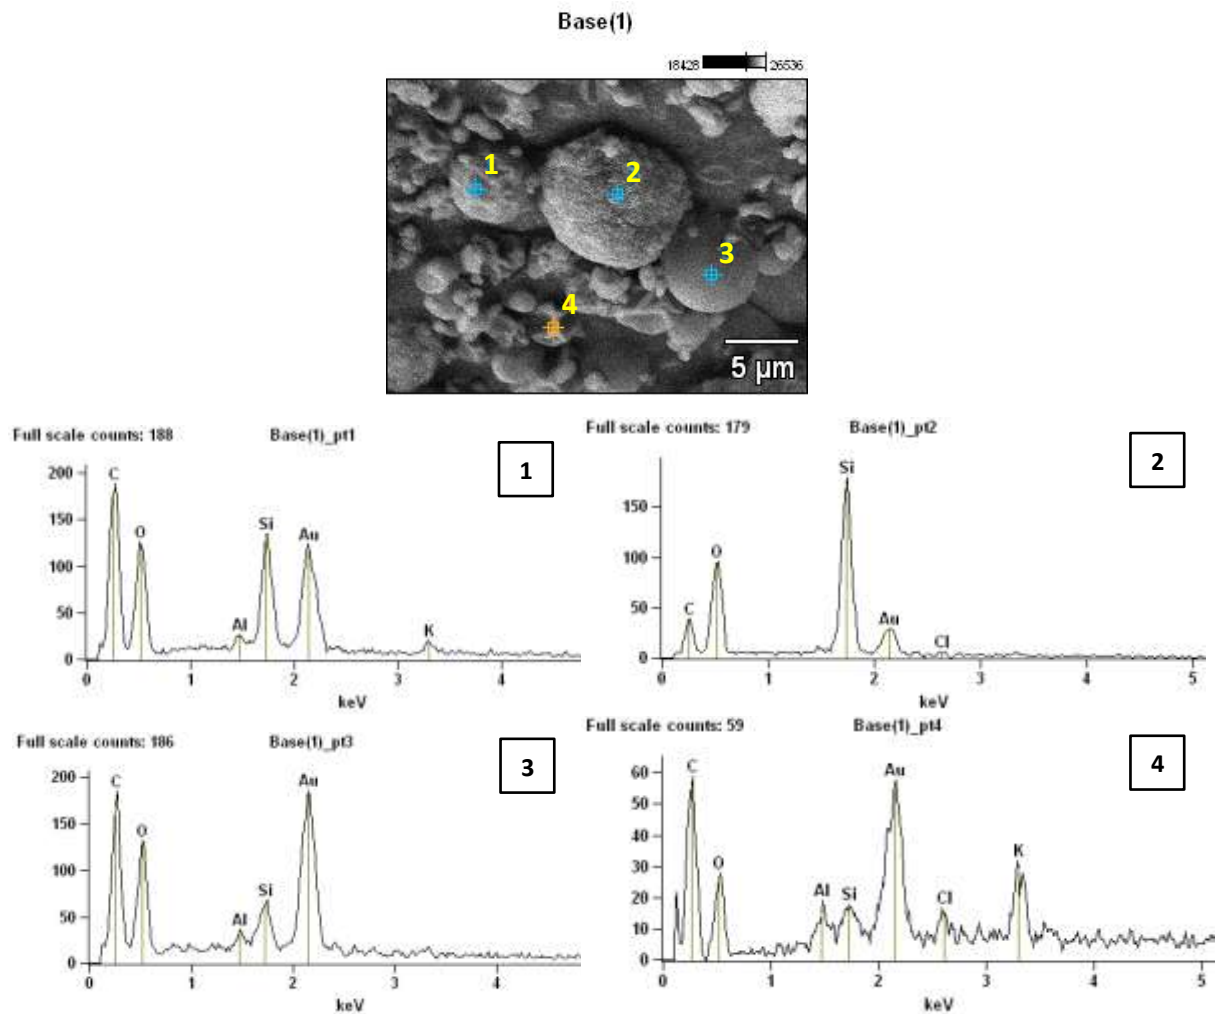 Base(1)
18428 26536
1
2
3
4
5 µm
Full scale counts: 188 Base(1)_pt1
1
200
150
100
50
0
C
O
Al
Si
Au
K
0 1 2 3 4
keV
Full scale counts: 179 Base(1)_pt2
2
150
100
50
0
C
O
Si
Au
Cl
0 1 2 3 4 5
keV
Full scale counts: 186 Base(1)_pt3
3
200
150
100
50
0
C
O
Al
Si
Au
0 1 2 3 4
keV
Full scale counts: 59 Base(1)_pt4
4
60
50
40
30
20
10
0
C
O
Al
Si
Au
Cl
K
0 1 2 3 4 5
keV